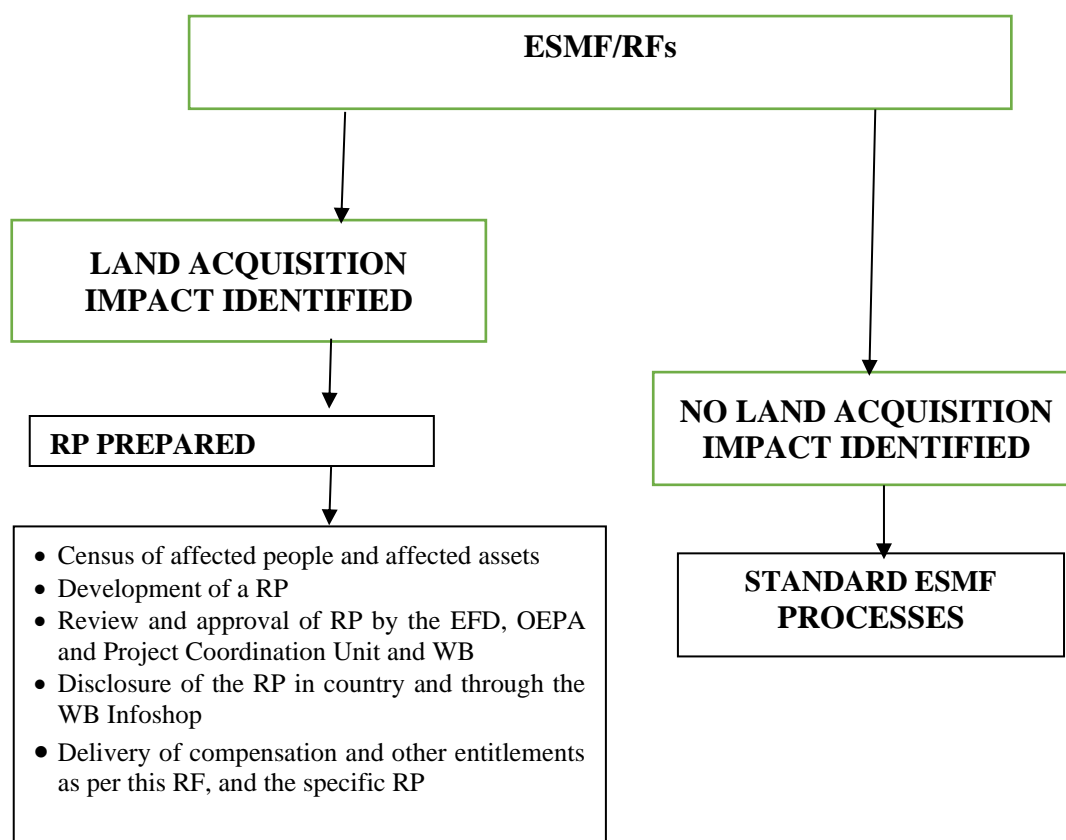 ESMF/RFs
LAND ACQUISITION
IMPACT IDENTIFIED
RP PREPARED
• Census of affected people and affected assets
• Development of a RP
• Review and approval of RP by the EFD, OEPA
and Project Coordination Unit and WB
• Disclosure of the RP in country and through the
WB Infoshop
• Delivery of compensation and other entitlements
as per this RF, and the specific RP
NO LAND ACQUISITION
IMPACT IDENTIFIED
STANDARD ESMF
PROCESSES